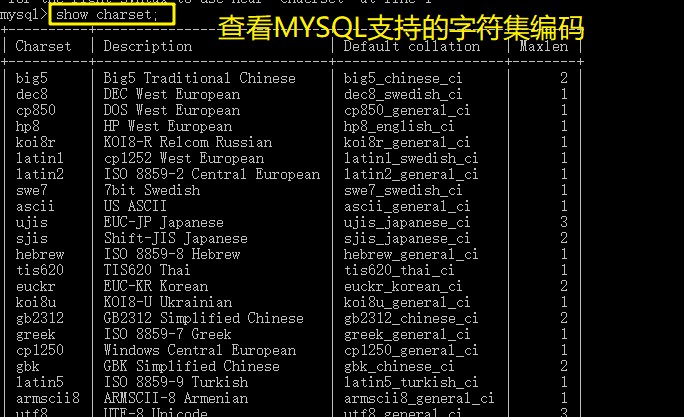 mysql> show charset;
查看MYSQL支持的字符集编码
| Charset | Description | Default collation | Maxlen |
| big5 | Big5 Traditional Chinese | big5_chinese_ci | 2 |
| dec8 | DEC West European | dec8_swedish_ci | 1 |
| cp850 | DOS West European | cp850_general_ci | 1 |
| hp8 | HP West European | hp8_english_ci | 1 |
| koi8r | KOI8-R Relcom Russian | koi8r_general_ci | 1 |
| latin1 | cp1252 West European | latin1_swedish_ci | 1 |
| latin2 | ISO 8859-2 Central European | latin2_general_ci | 1 |
| swe7 | 7bit Swedish | swe7_swedish_ci | 1 |
| ascii | US ASCII | ascii_general_ci | 1 |
| ujis | EUC-JP Japanese | ujis_japanese_ci | 3 |
| sjis | Shift-JIS Japanese | sjis_japanese_ci | 2 |
| hebrew | ISO 8859-8 Hebrew | hebrew_general_ci | 1 |
| tis620 | TIS620 Thai | tis620_thai_ci | 1 |
| euckr | EUC-KR Korean | euckr_korean_ci | 2 |
| koi8u | KOI8-U Ukrainian | koi8u_general_ci | 1 |
| gb2312 | GB2312 Simplified Chinese | gb2312_chinese_ci | 2 |
| greek | ISO 8859-7 Greek | greek_general_ci | 1 |
| cp1250 | Windows Central European | cp1250_general_ci | 1 |
| gbk | GBK Simplified Chinese | gbk_chinese_ci | 2 |
| latin5 | ISO 8859-9 Turkish | latin5_turkish_ci | 1 |
| armscii8 | ARMSCII-8 Armenian | armscii8_general_ci | 1 |
| utf8 | UTF-8 Unicode | utf8_general_ci | 3 |